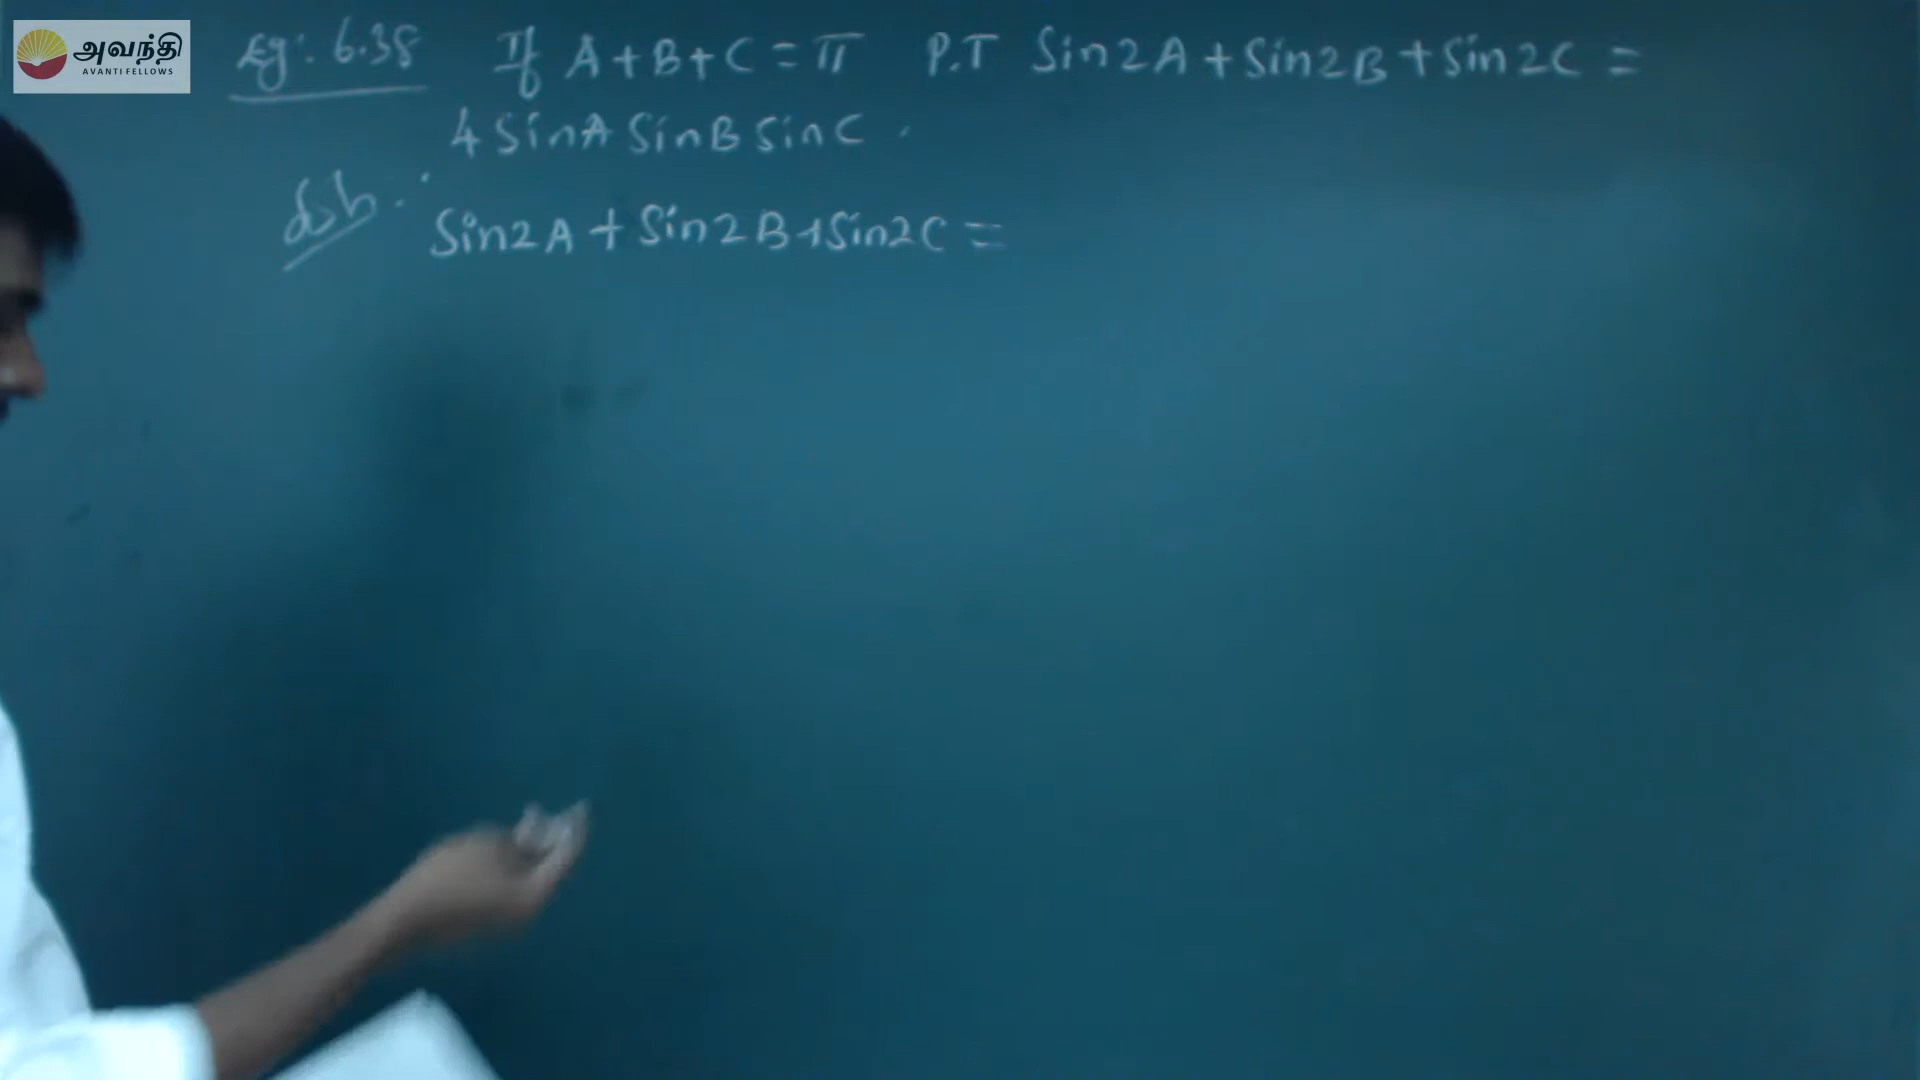 அவந்தி
AVANTI FELLOWS
Eg: 6.38 If A+B+C=π P.T Sin2A+Sin2B+Sin2C=
4 SinA SinB SinC.
Sol:
Sin2A+Sin2B+Sin2C=